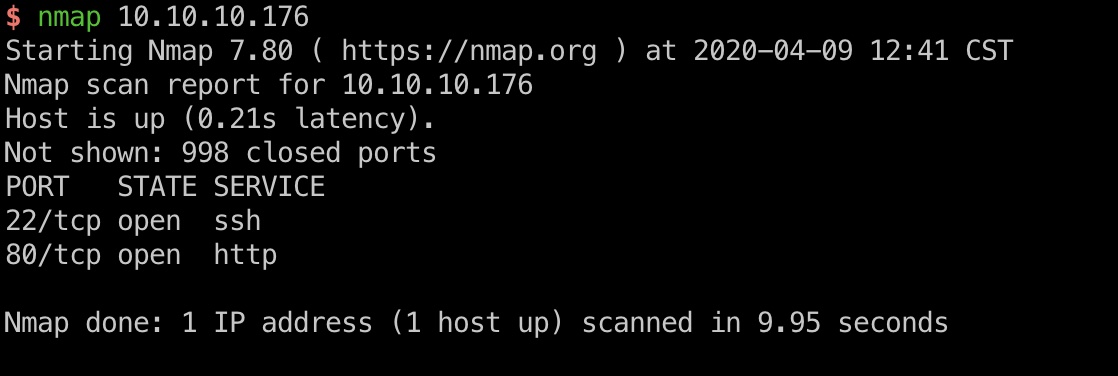 $ nmap 10.10.10.176
Starting Nmap 7.80 ( https://nmap.org ) at 2020-04-09 12:41 CST
Nmap scan report for 10.10.10.176
Host is up (0.21s latency).
Not shown: 998 closed ports
PORT   STATE SERVICE
22/tcp open  ssh
80/tcp open  http

Nmap done: 1 IP address (1 host up) scanned in 9.95 seconds